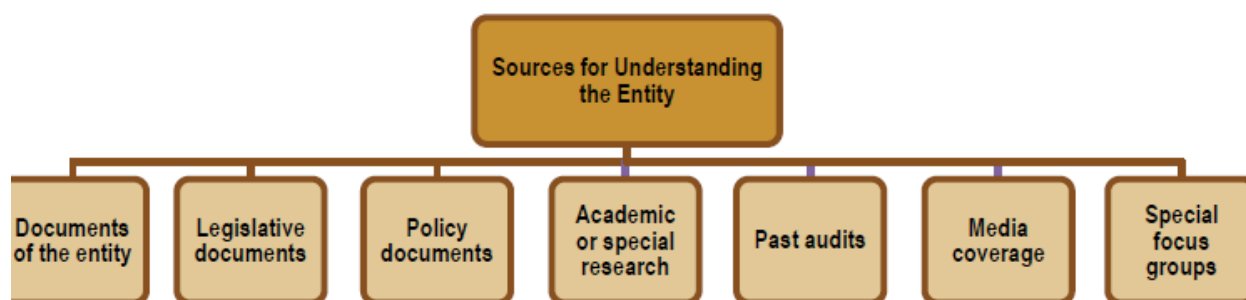 Sources for Understanding
the Entity
Documents
of the entity
Legislative
documents
Policy
documents
Academic
or special
research
Past audits
Media
coverage
Special
focus
groups